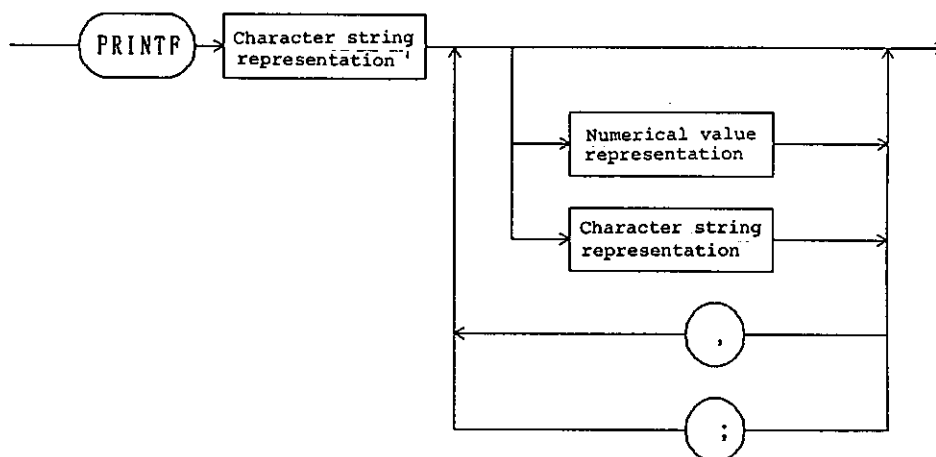 PRINTF
Character string
representation
Numerical value
representation
Character string
representation
,
;